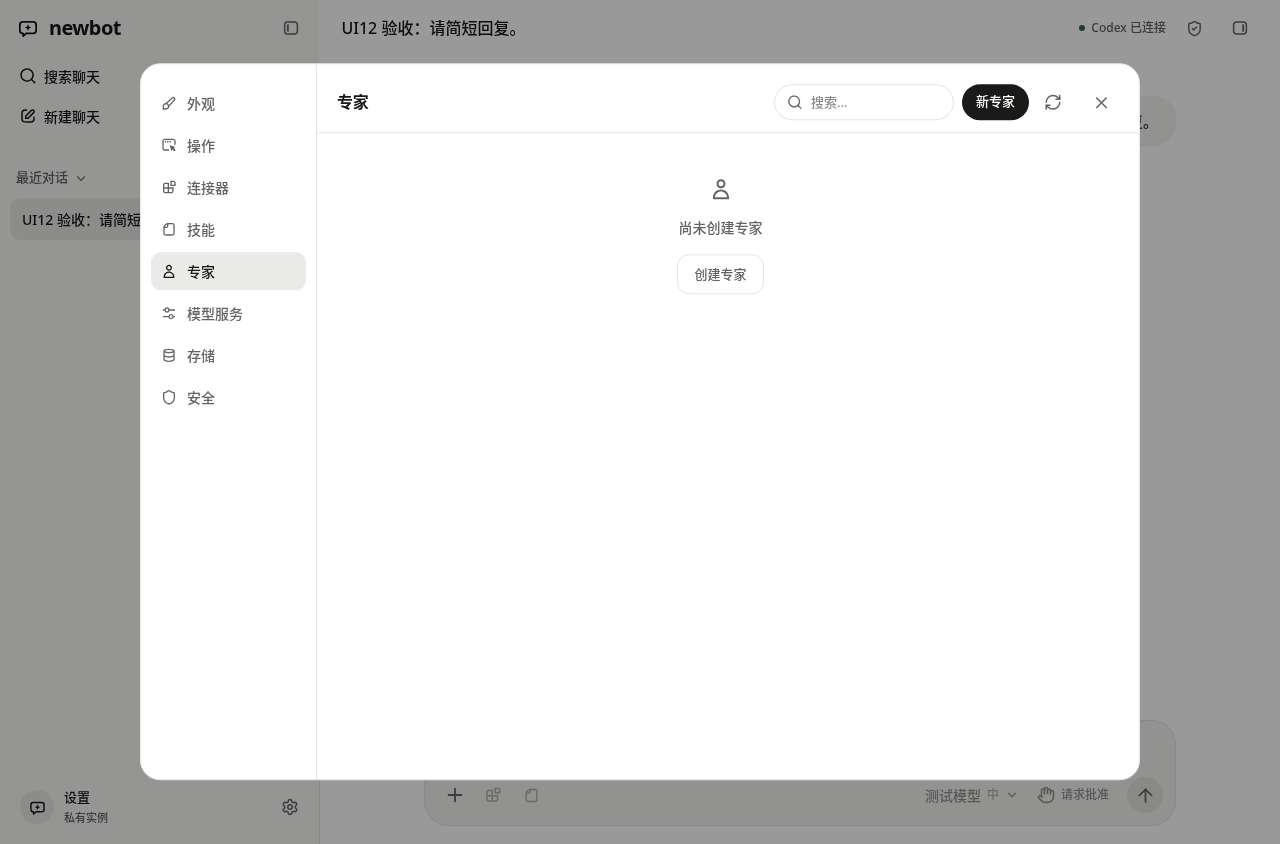 newbot
搜索聊天
新建聊天
最近对话
UI12 验收：请简短
设置
私有实例
UI12 验收：请简短回复。
Codex 已连接
外观
操作
连接器
技能
专家
模型服务
存储
安全
专家
搜索...
新专家
尚未创建专家
创建专家
测试模型 中
请求批准